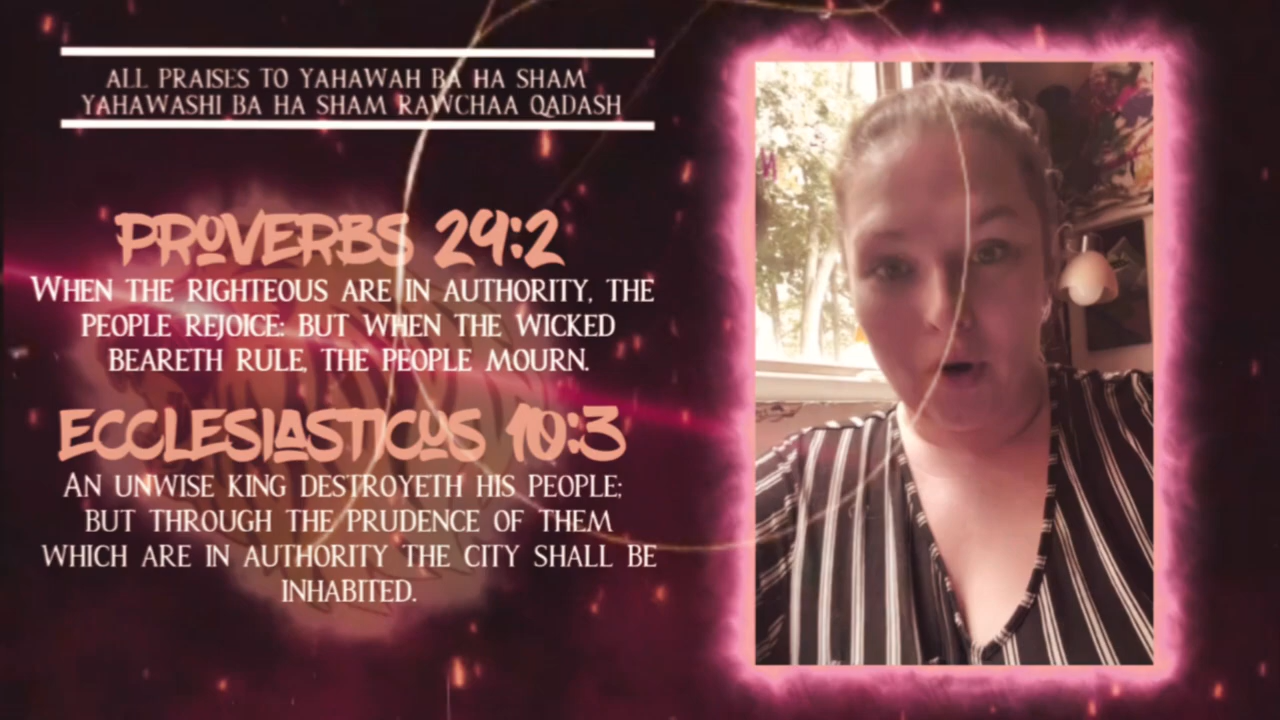 ALL PRAISES TO YAHAWAH BA HA SHAM
YAHAWASHI BA HA SHAM RAWCHAA QADASH
PROVERBS 29:2
WHEN THE RIGHTEOUS ARE IN AUTHORITY, THE
PEOPLE REJOICE: BUT WHEN THE WICKED
BEARETH RULE, THE PEOPLE MOURN.
ECCLESIASTICUS 10:3
AN UNWISE KING DESTROYETH HIS PEOPLE;
BUT THROUGH THE PRUDENCE OF THEM
WHICH ARE IN AUTHORITY THE CITY SHALL BE
INHABITED.